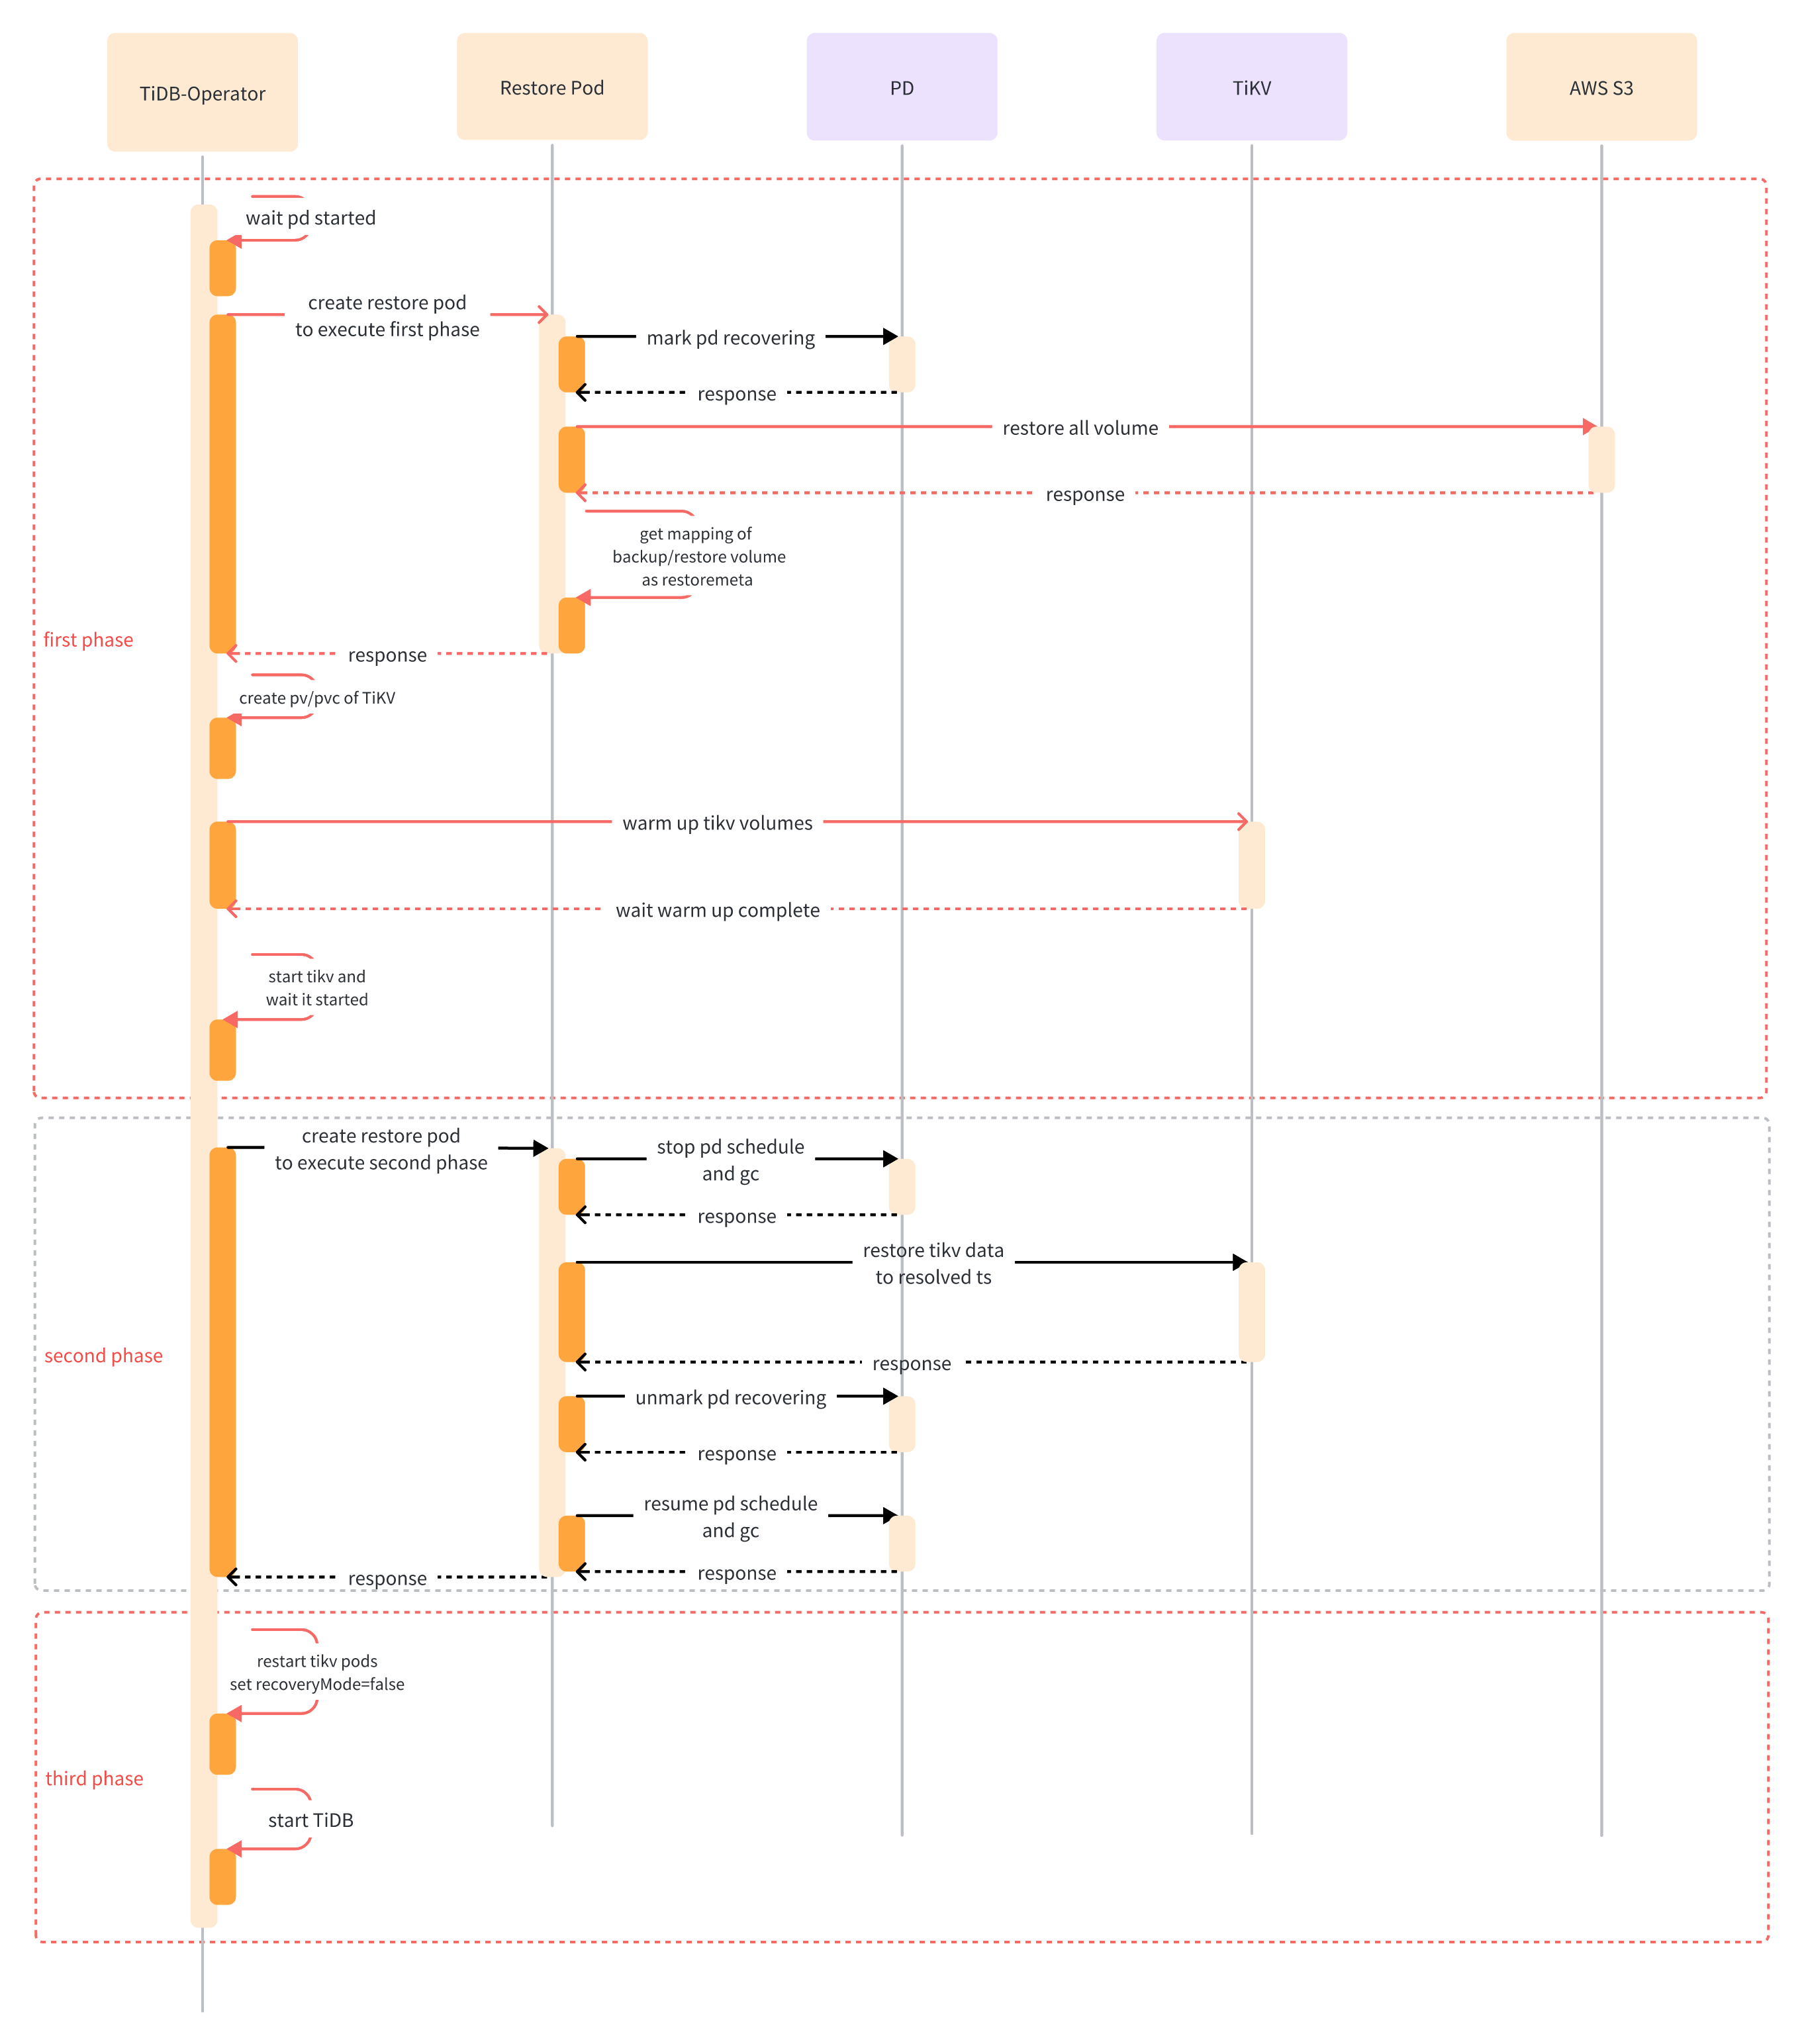 TiDB-Operator
Restore Pod
PD
TiKV
AWS S3
wait pd started
create restore pod
to execute first phase
mark pd recovering
response
restore all volume
response
get mapping of
backup/restore volume
as restoremeta
first phase
response
create pv/pvc of TiKV
warm up tikv volumes
wait warm up complete
start tikv and
wait it started
create restore pod
to execute second phase
stop pd schedule
and gc
response
restore tikv data
to resolved ts
second phase
response
unmark pd recovering
response
resume pd schedule
and gc
response
response
restart tikv pods
set recoveryMode=false
third phase
start TiDB